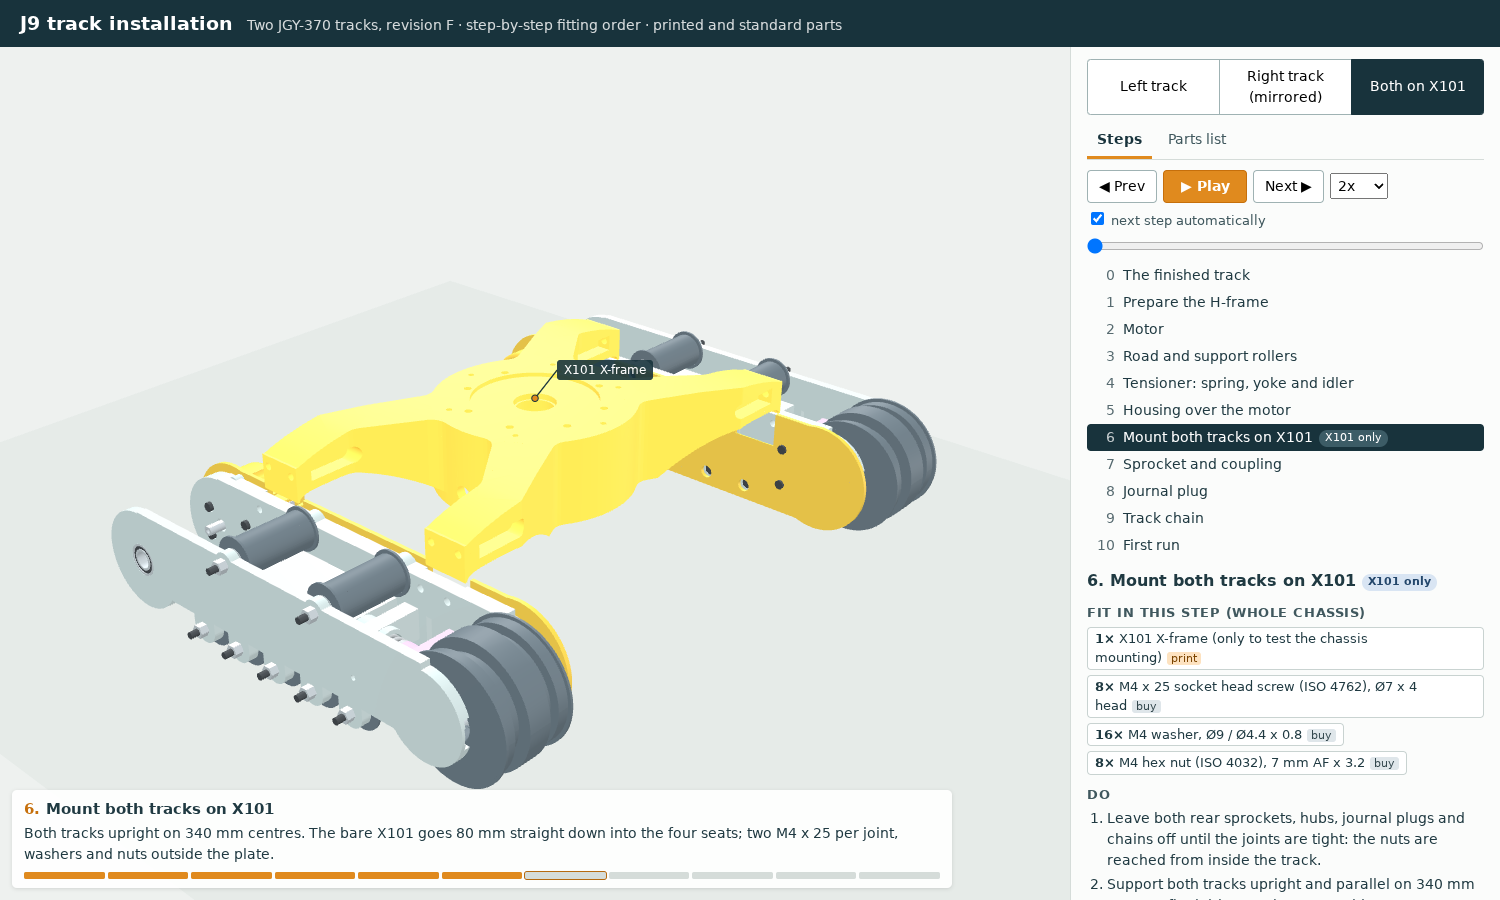 J9 track installation Two JGY-370 tracks, revision F · step-by-step fitting order · printed and standard parts
X101 X-frame
6. Mount both tracks on X101
Both tracks upright on 340 mm centres. The bare X101 goes 80 mm straight down into the four seats; two M4 x 25 per joint,
washers and nuts outside the plate.
Left track
Right track
(mirrored)
Both on X101
Steps Parts list
◀ Prev ▶ Play Next ▶ 2x
next step automatically
0 The finished track
1 Prepare the H-frame
2 Motor
3 Road and support rollers
4 Tensioner: spring, yoke and idler
5 Housing over the motor
6 Mount both tracks on X101 X101 only
7 Sprocket and coupling
8 Journal plug
9 Track chain
10 First run
6. Mount both tracks on X101 X101 only
FIT IN THIS STEP (WHOLE CHASSIS)
1× X101 X-frame (only to test the chassis
mounting) print
8× M4 x 25 socket head screw (ISO 4762), Ø7 x 4
head buy
16× M4 washer, Ø9 / Ø4.4 x 0.8 buy
8× M4 hex nut (ISO 4032), 7 mm AF x 3.2 buy
DO
1. Leave both rear sprockets, hubs, journal plugs and
chains off until the joints are tight: the nuts are
reached from inside the track.
2. Support both tracks upright and parallel on 340 mm